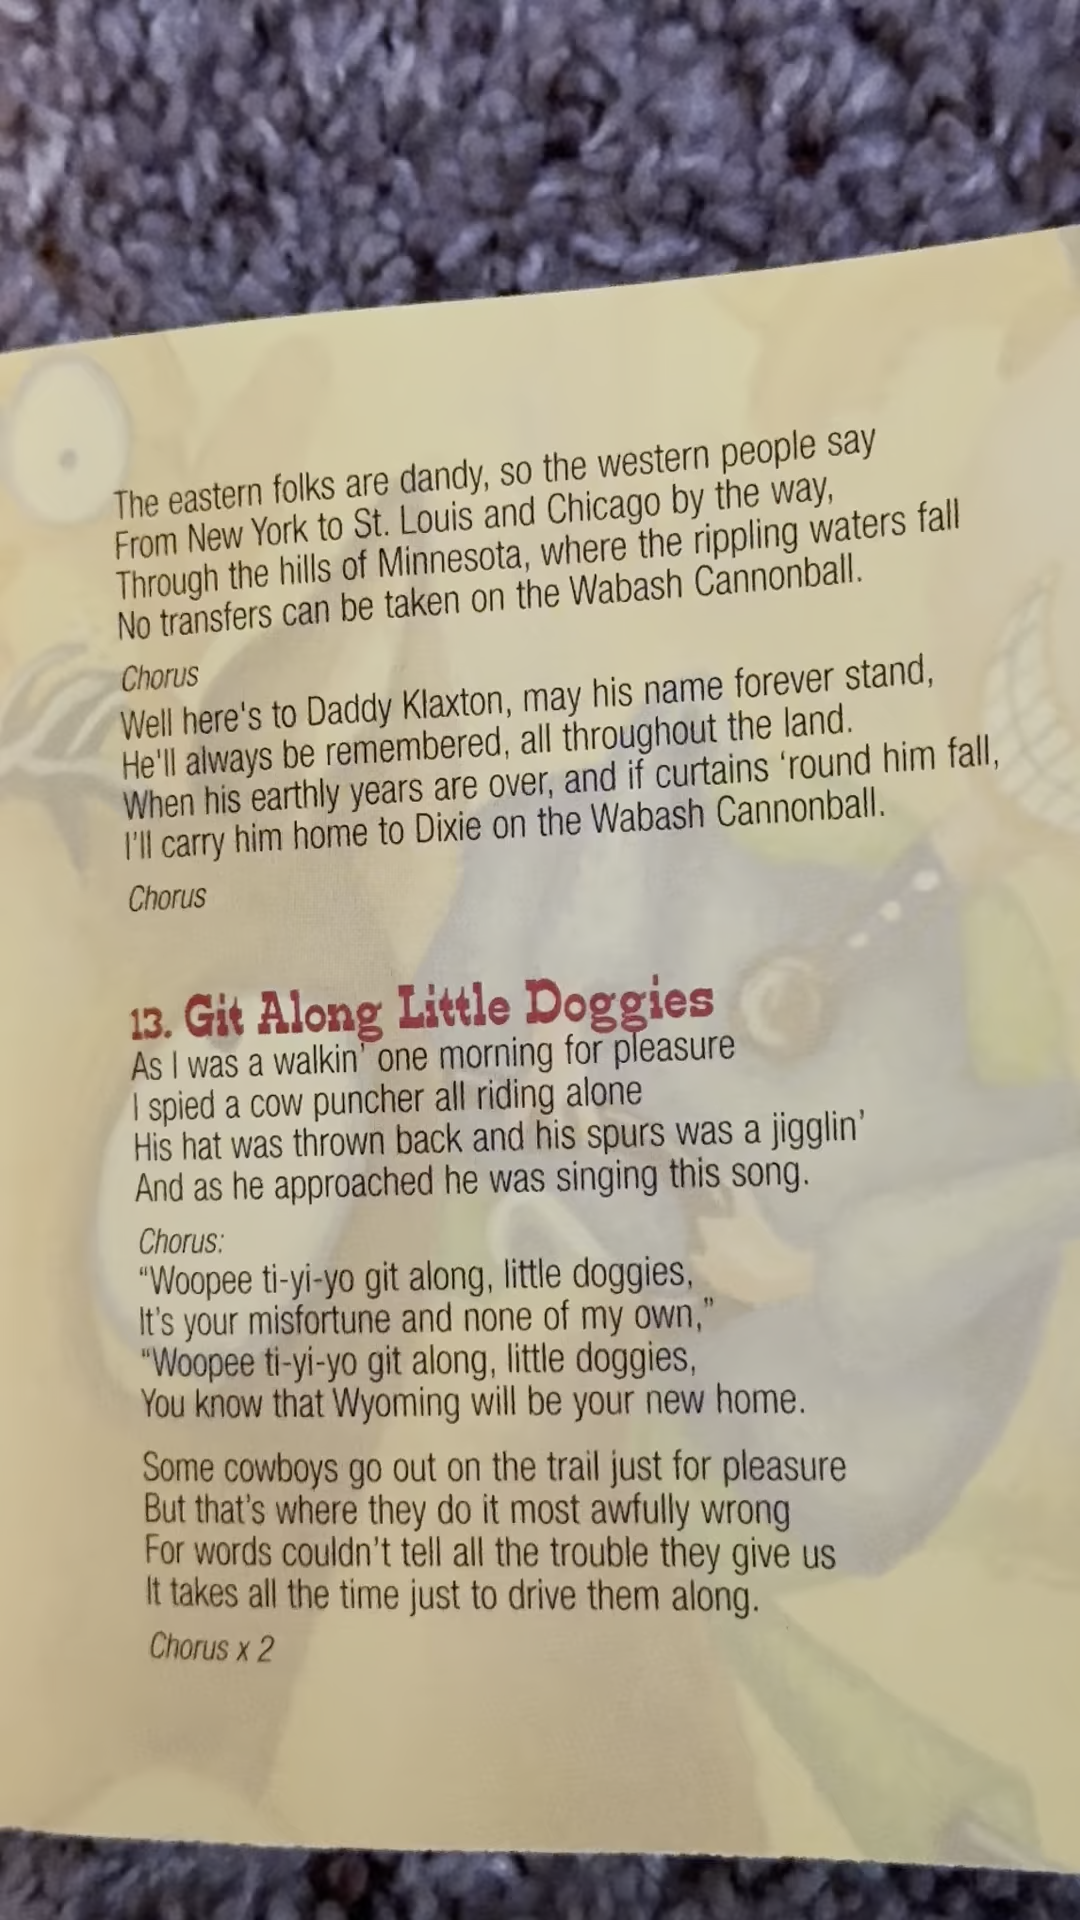 The eastern folks are dandy, so the western people say
From New York to St. Louis and Chicago by the way,
Through the hills of Minnesota, where the rippling waters fall
No transfers can be taken on the Wabash Cannonball.
Chorus
Well here's to Daddy Klaxton, may his name forever stand,
He'll always be remembered, all throughout the land.
When his earthly years are over, and if curtains ‘round him fall,
I’ll carry him home to Dixie on the Wabash Cannonball.
Chorus
13. Git Along Little Doggies
As I was a walkin’ one morning for pleasure
I spied a cow puncher all riding alone
His hat was thrown back and his spurs was a jigglin’
And as he approached he was singing this song.
Chorus:
“Woopee ti-yi-yo git along, little doggies,
It’s your misfortune and none of my own,”
“Woopee ti-yi-yo git along, little doggies,
You know that Wyoming will be your new home.
Some cowboys go out on the trail just for pleasure
But that’s where they do it most awfully wrong
For words couldn’t tell all the trouble they give us
It takes all the time just to drive them along.
Chorus x 2